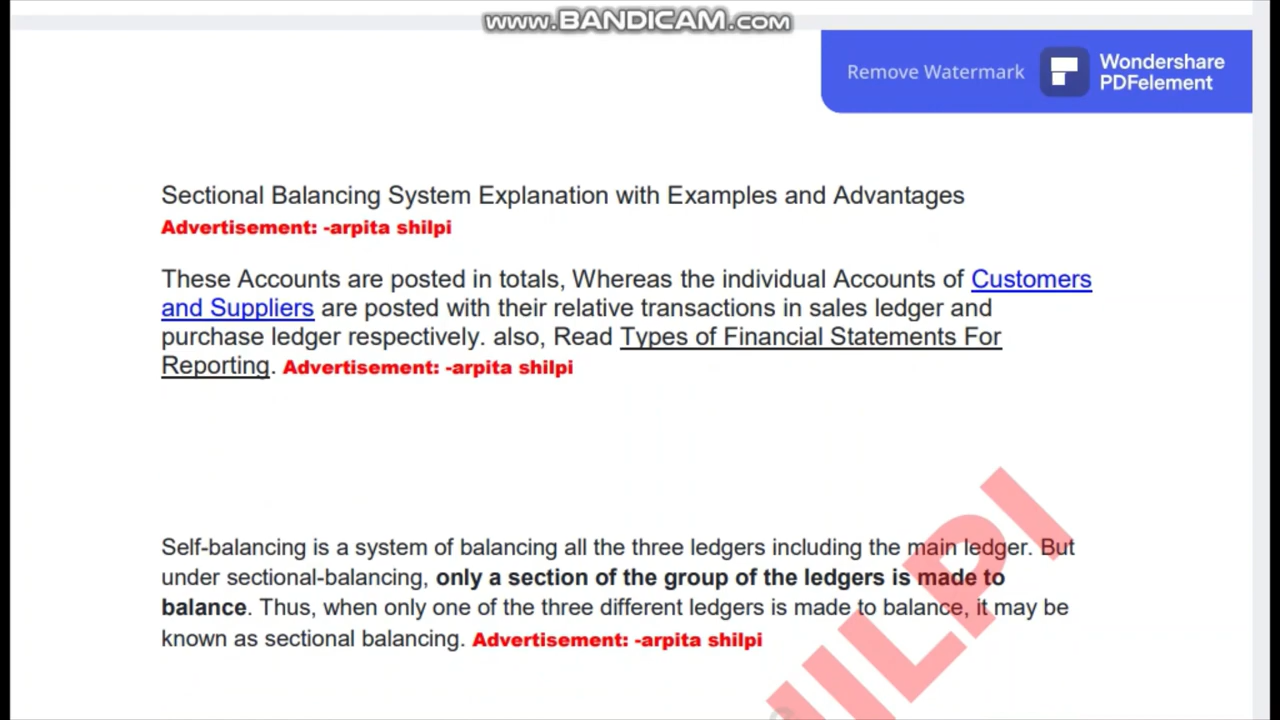 www.BANDICAM.com
Remove Watermark
Wondershare
PDFelement
Sectional Balancing System Explanation with Examples and Advantages
Advertisement: -arpita shilpi
These Accounts are posted in totals, Whereas the individual Accounts of Customers
and Suppliers are posted with their relative transactions in sales ledger and
purchase ledger respectively. also, Read Types of Financial Statements For
Reporting. Advertisement: -arpita shilpi
Self-balancing is a system of balancing all the three ledgers including the main ledger. But
under sectional-balancing, only a section of the group of the ledgers is made to
balance. Thus, when only one of the three different ledgers is made to balance, it may be
known as sectional balancing. Advertisement: -arpita shilpi
HILPI